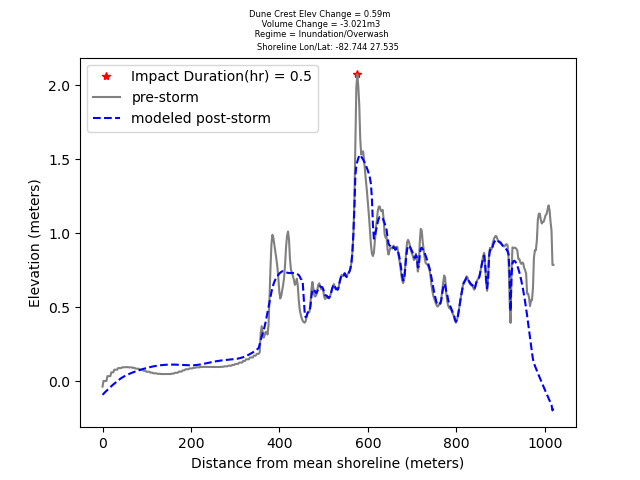 Dune Crest Elev Change = 0.59m
Volume Change = -3.021m3
Regime = Inundation/Overwash
Shoreline Lon/Lat: -82.744 27.535
Impact Duration(hr) = 0.5
pre-storm
modeled post-storm
2.0
1.5
1.0
0.5
0.0
Elevation (meters)
0 200 400 600 800 1000
Distance from mean shoreline (meters)